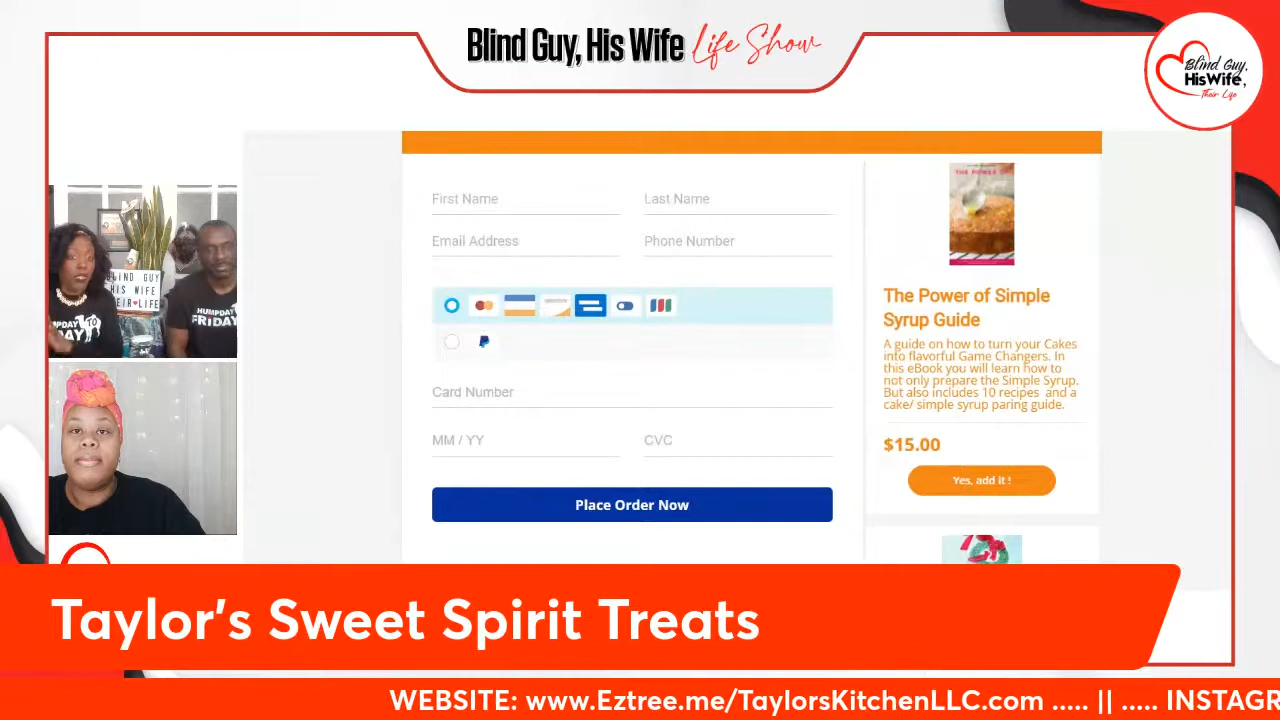 Blind Guy, His Wife Life Show
Blind Guy,
HisWife,
Their Life
BLIND GUY
HIS WIFE
THEIR♥LIFE
HUMPDAY TO
FRIDAY
First Name
Last Name
Email Address
Phone Number
Card Number
MM / YY
CVC
Place Order Now
THE POWER O
The Power of Simple
Syrup Guide
A guide on how to turn your Cakes
into flavorful Game Changers. In
this eBook you will learn how to
not only prepare the Simple Syrup.
But also includes 10 recipes and a
cake/ simple syrup paring guide.
$15.00
Yes, add it !
Taylor's Sweet Spirit Treats
WEBSITE: www.Eztree.me/TaylorsKitchenLLC.com ..... || ..... INSTAGR